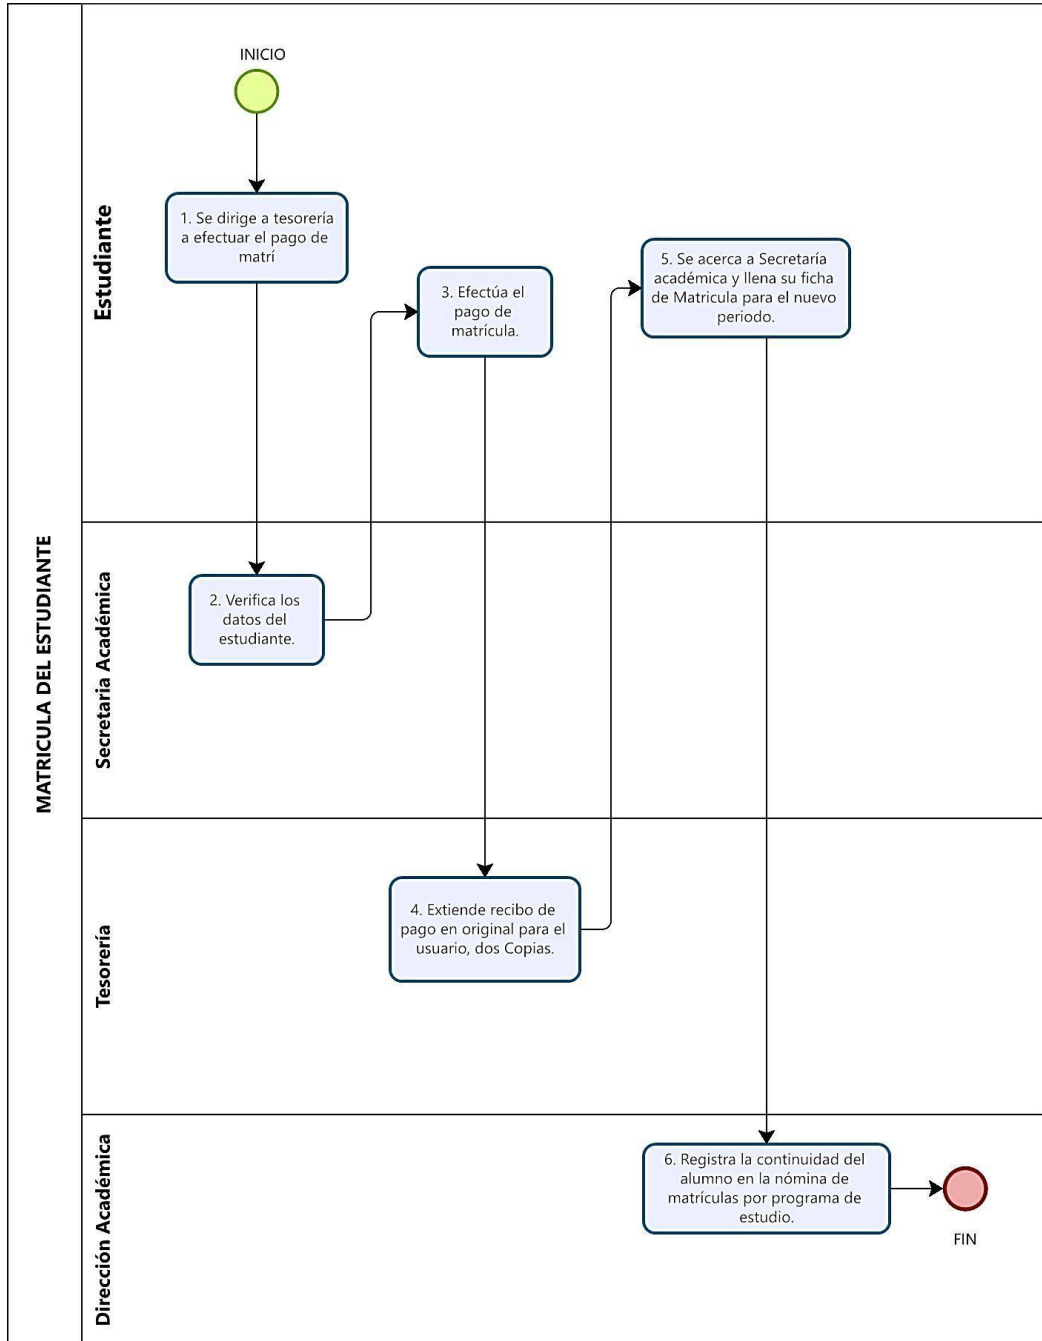 MATRICULA DEL ESTUDIANTE
Estudiante
INICIO
1. Se dirige a tesorería
a efectuar el pago de
matrí
3. Efectúa el
pago de
matrícula.
5. Se acerca a Secretaría
académica y llena su ficha
de Matricula para el nuevo
periodo.
Secretaria Académica
2. Verifica los
datos del
estudiante.
Tesorería
4. Extiende recibo de
pago en original para el
usuario, dos Copias.
Dirección Académica
6. Registra la continuidad del
alumno en la nómina de
matrículas por programa de
estudio.
FIN